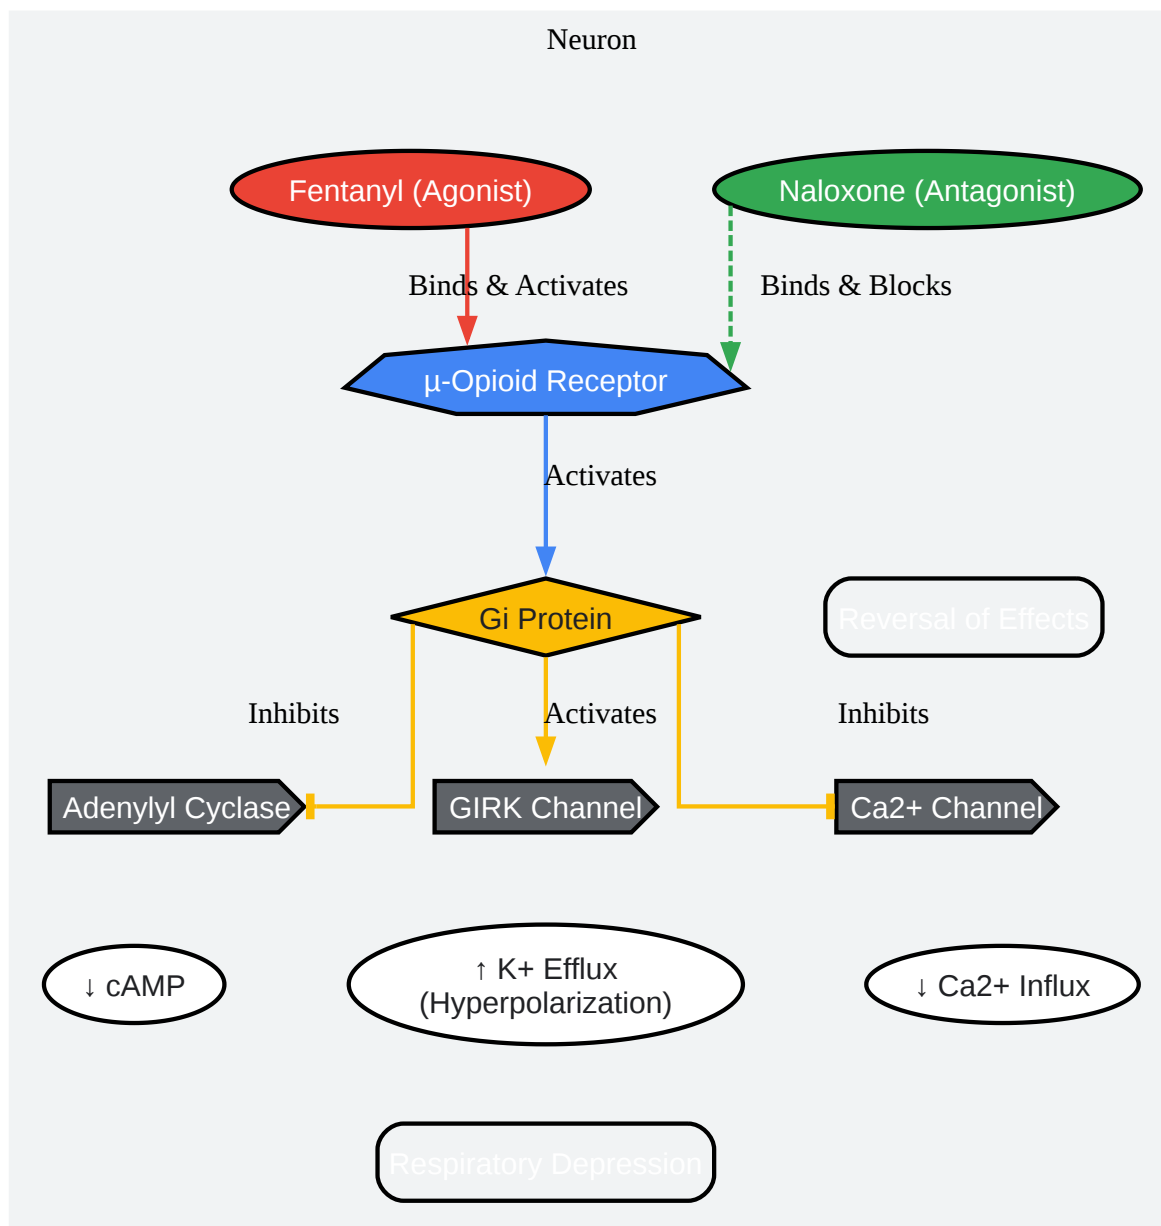 Neuron
Fentanyl (Agonist)
Naloxone (Antagonist)
Binds & Activates
Binds & Blocks
µ-Opioid Receptor
Activates
Gi Protein
Reversal of Effects
Inhibits
Activates
Inhibits
Adenylyl Cyclase
GIRK Channel
Ca2+ Channel
↓ cAMP
↑ K+ Efflux
(Hyperpolarization)
↓ Ca2+ Influx
Respiratory Depression